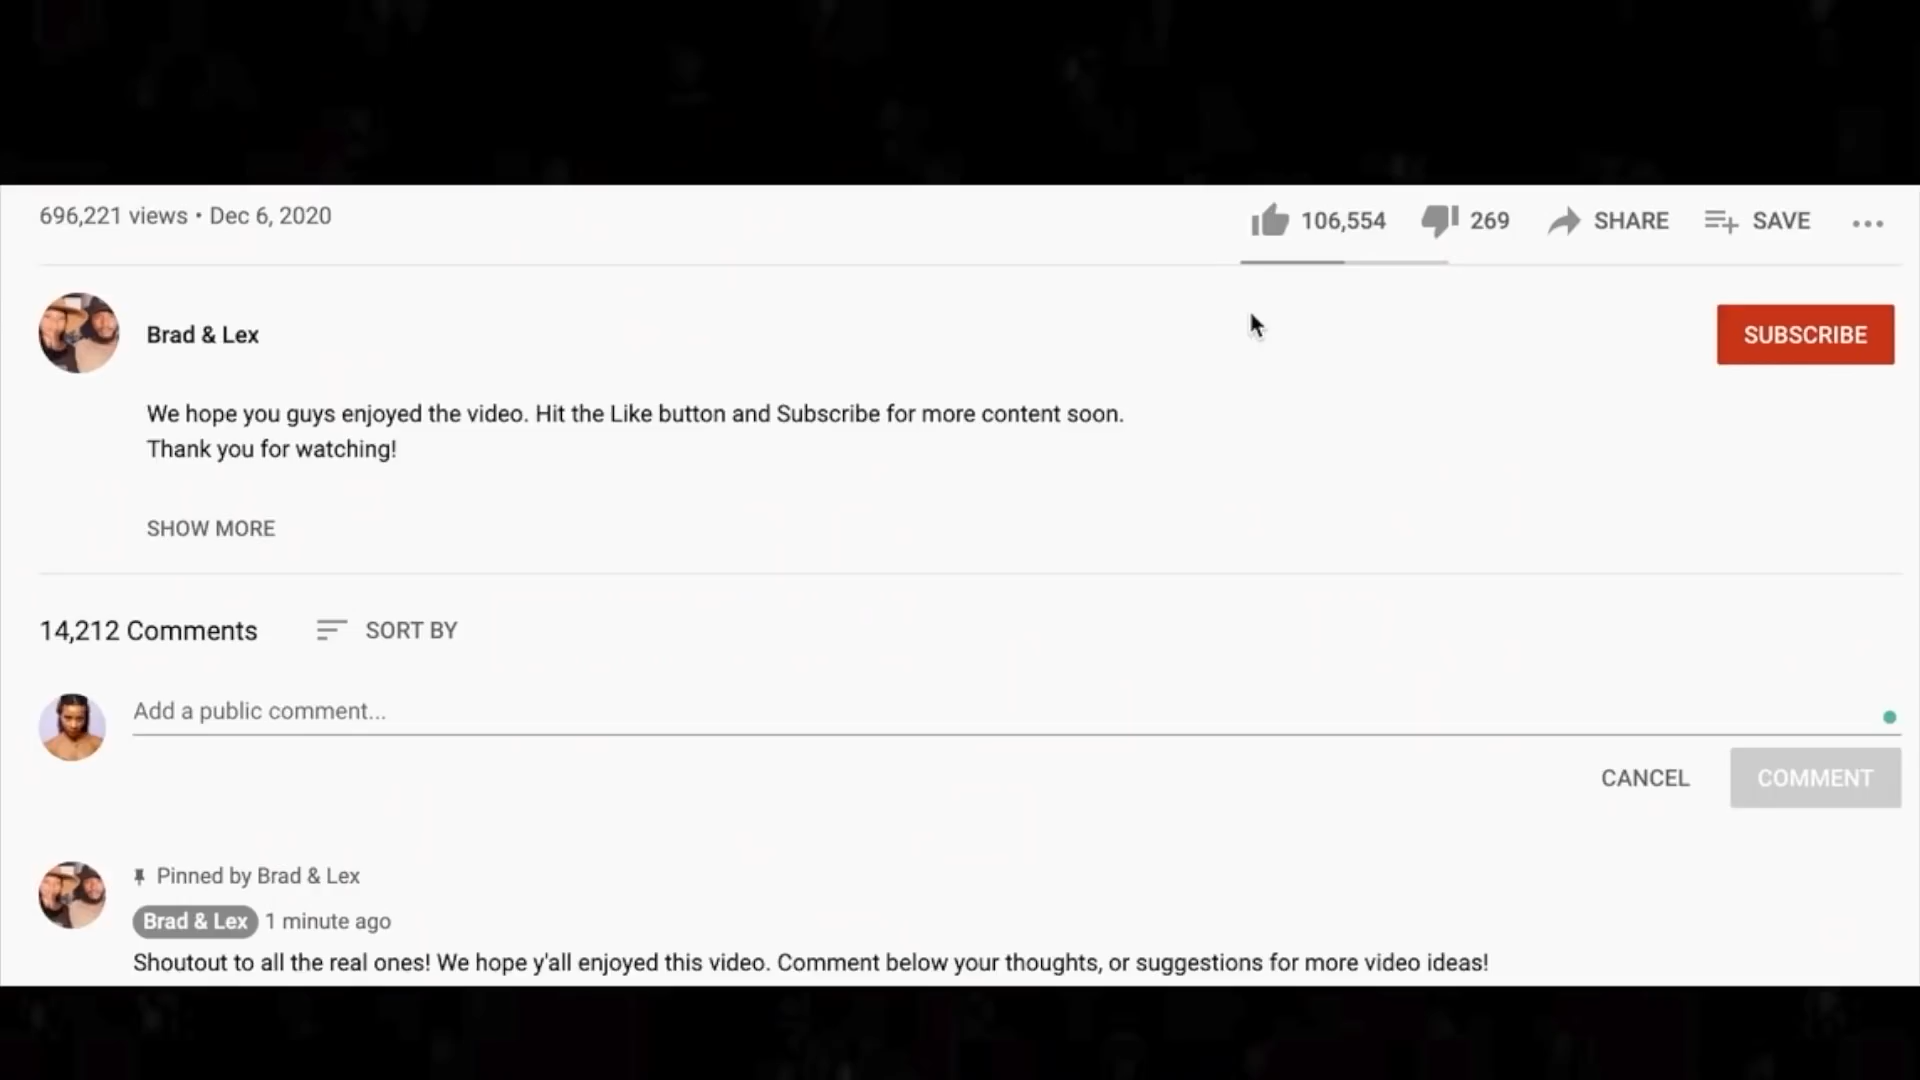 696,221 views • Dec 6, 2020
106,554
269
SHARE
SAVE
Brad & Lex
SUBSCRIBE
We hope you guys enjoyed the video. Hit the Like button and Subscribe for more content soon.
Thank you for watching!
SHOW MORE
14,212 Comments
SORT BY
Add a public comment...
CANCEL
COMMENT
Pinned by Brad & Lex
Brad & Lex 1 minute ago
Shoutout to all the real ones! We hope y'all enjoyed this video. Comment below your thoughts, or suggestions for more video ideas!